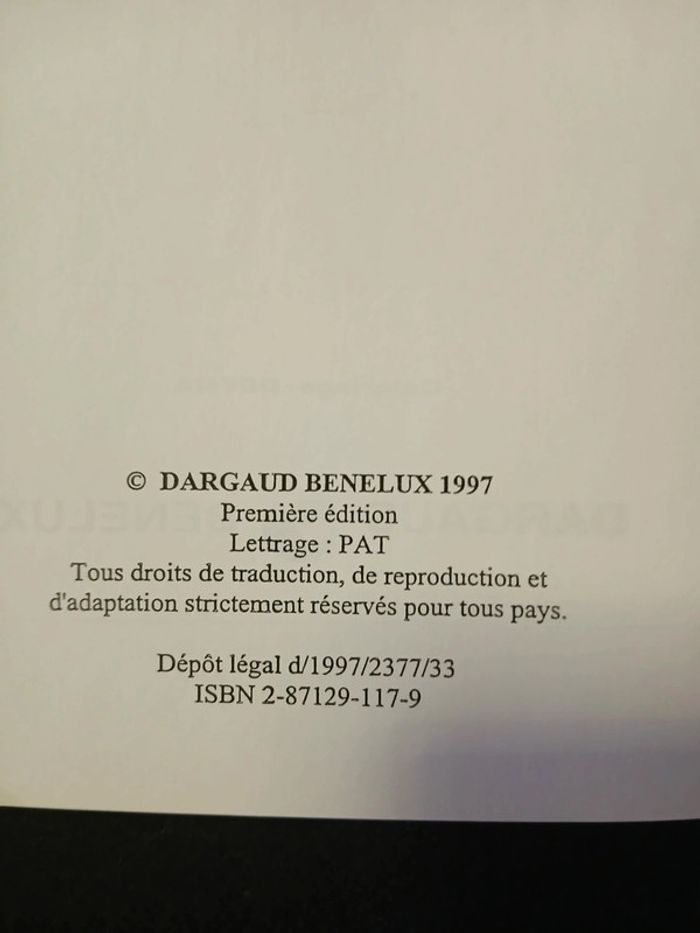 © DARGAUD BENELUX 1997
Première édition
Lettrage : PAT
Tous droits de traduction, de reproduction et
d'adaptation strictement réservés pour tous pays.
Dépôt légal d/1997/2377/33
ISBN 2-87129-117-9